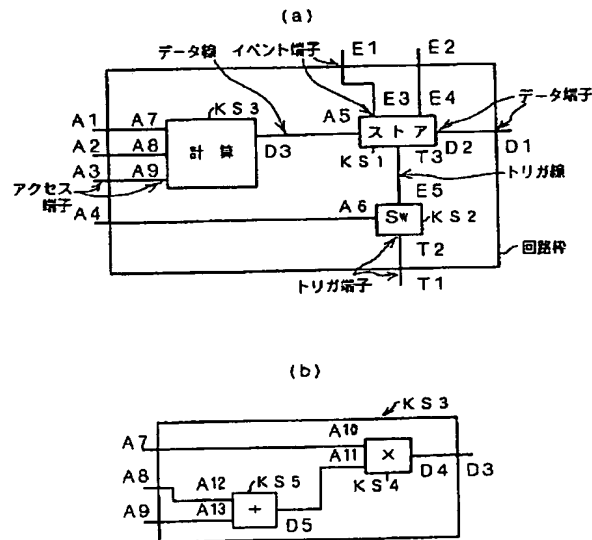 (a)
データ線 イベント端子 E1 E2
KS3 A5 E3 E4 データ端子
A1 A7 計算 D3 ストア D2 D1
A2 A8 KS1 T3
A3 A9 トリガ線
アクセス端子 E5
A4 A6 SW KS2
T2 回路枠
トリガ端子 T1
(b)
KS3
A7 A10 × D4 D3
A11
A8 A12 KS5 KS4
A9 A13 + D5